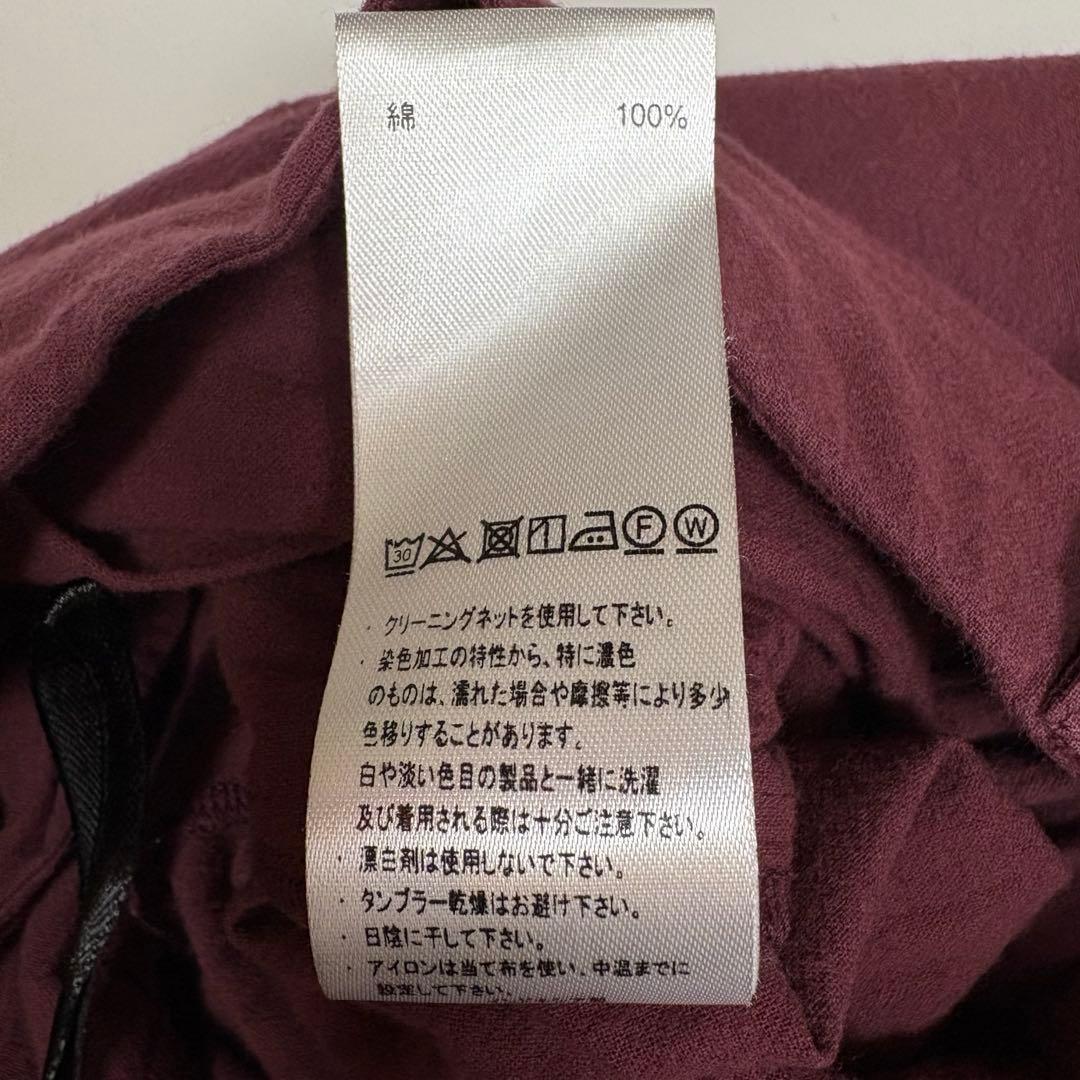 綿 100%
30 F W
・クリーニングネットを使用して下さい。
・染色加工の特性から、特に濃色
のものは、濡れた場合や摩擦等により多少
色移りすることがあります。
白や淡い色目の製品と一緒に洗濯
及び着用される際は十分ご注意下さい。
・漂白剤は使用しないで下さい。
・タンブラー乾燥はお避け下さい。
・日陰に干して下さい。
・アイロンは当て布を使い、中温までに
設定して下さい。